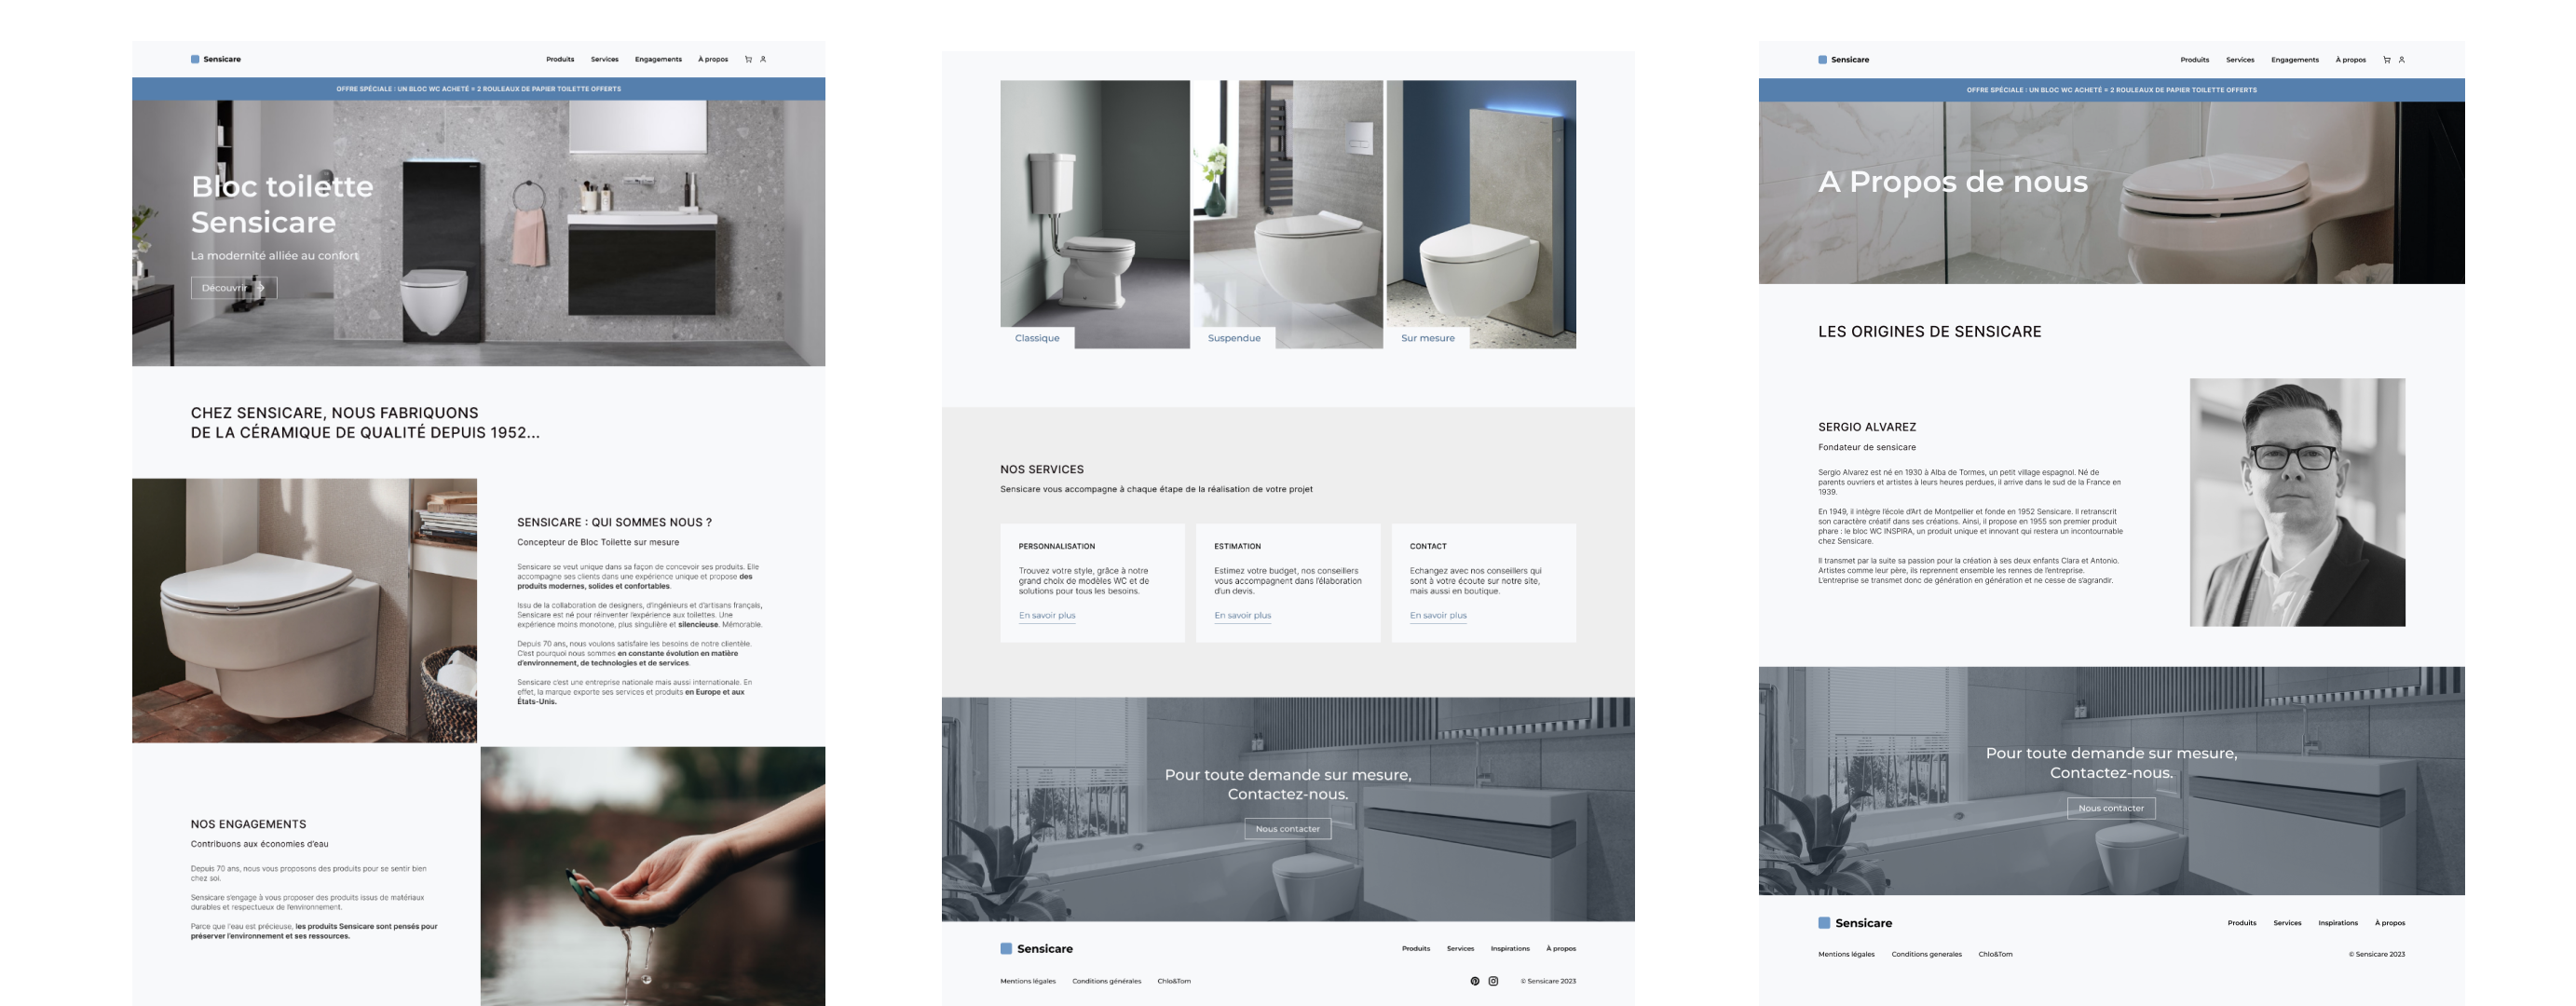 Sensicare
Produits Services Engagements À propos
OFFRE SPÉCIALE : UN BLOC WC ACHETÉ = 2 ROULEAUX DE PAPIER TOILETTE OFFERTS
Bloc toilette
Sensicare
La modernité alliée au confort
Découvrir
CHEZ SENSICARE, NOUS FABRIQUONS
DE LA CÉRAMIQUE DE QUALITÉ DEPUIS 1952...
SENSICARE : QUI SOMMES NOUS ?
Concepteur de Bloc Toilette sur mesure
Sensicare se veut unique dans sa façon de concevoir ses produits. Elle
accompagne ses clients dans une expérience unique et propose des
produits modernes, solides et confortables.
Issu de la collaboration de designers, d'ingénieurs et d'artisans français,
Sensicare est né pour réinventer l'expérience aux toilettes. Une
expérience moins monotone, plus singulière et silencieuse. Mémorable.
Depuis 70 ans, nous voulons satisfaire les besoins de notre clientèle.
C'est pourquoi nous sommes en constante évolution en matière
d'environnement, de technologies et de services.
Sensicare c'est une entreprise nationale mais aussi internationale. En
effet, la marque exporte ses services et produits en Europe et aux
États-Unis.
NOS ENGAGEMENTS
Contribuons aux économies d'eau
Depuis 70 ans, nous vous proposons des produits pour se sentir bien
chez soi.
Sensicare s'engage à vous proposer des produits issus de matériaux
durables et respectueux de l'environnement.
Parce que l'eau est précieuse, les produits Sensicare sont pensés pour
préserver l'environnement et ses ressources.
Classique
Suspendue
Sur mesure
NOS SERVICES
Sensicare vous accompagne à chaque étape de la réalisation de votre projet
PERSONNALISATION
Trouvez votre style, grâce à notre
grand choix de modèles WC et de
solutions pour tous les besoins.
En savoir plus
ESTIMATION
Estimez votre budget, nos conseillers
vous accompagnent dans l'élaboration
d'un devis.
En savoir plus
CONTACT
Echangez avec nos conseillers qui
sont à votre écoute sur notre site,
mais aussi en boutique.
En savoir plus
Pour toute demande sur mesure,
Contactez-nous.
Nous contacter
Sensicare
Produits Services Inspirations À propos
Mentions légales Conditions générales Chlo&Tom
© Sensicare 2023
Sensicare
Produits Services Engagements À propos
OFFRE SPÉCIALE : UN BLOC WC ACHETÉ = 2 ROULEAUX DE PAPIER TOILETTE OFFERTS
A Propos de nous
LES ORIGINES DE SENSICARE
SERGIO ALVAREZ
Fondateur de sensicare
Sergio Alvarez est né en 1930 à Alba de Tormes, un petit village espagnol. Né de
parents ouvriers et artistes à leurs heures perdues, il arrive dans le sud de la France en
1939.
En 1949, il intègre l'école d'Art de Montpellier et fonde en 1952 Sensicare. Il retranscrit
son caractère créatif dans ses créations. Ainsi, il propose en 1955 son premier produit
phare : le bloc WC INSPIRA, un produit unique et innovant qui restera un incontournable
chez Sensicare.
Il transmet par la suite sa passion pour la création à ses deux enfants Clara et Antonio.
Artistes comme leur père, ils reprennent ensemble les rennes de l'entreprise.
L'entreprise se transmet donc de génération en génération et ne cesse de s'agrandir.
Pour toute demande sur mesure,
Contactez-nous.
Nous contacter
Sensicare
Produits Services Inspirations À propos
Mentions légales Conditions generales Chlo&Tom
© Sensicare 2023